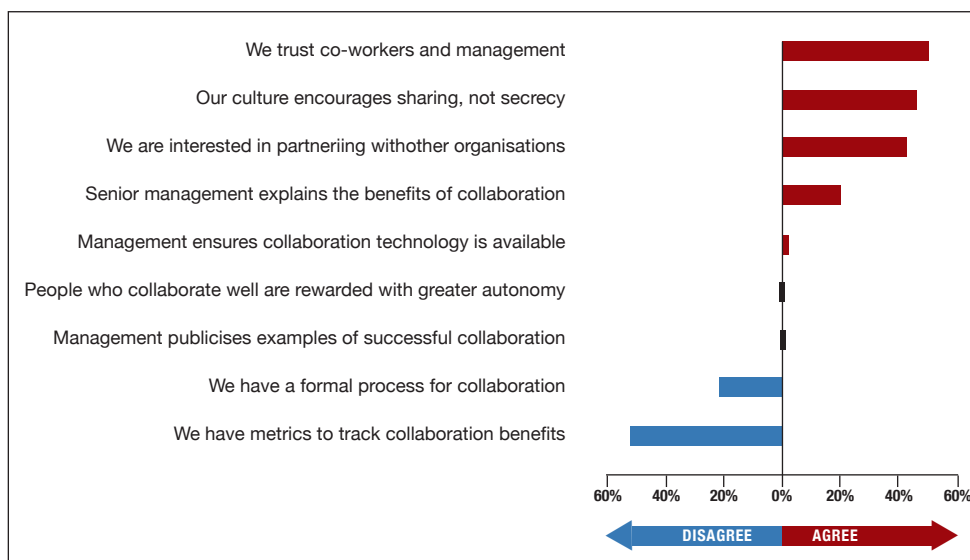 We trust co-workers and management
Our culture encourages sharing, not secrecy
We are interested in partneriing withother organisations
Senior management explains the benefits of collaboration
Management ensures collaboration technology is available
People who collaborate well are rewarded with greater autonomy
Management publicises examples of successful collaboration
We have a formal process for collaboration
We have metrics to track collaboration benefits
60% 40% 20% 0% 20% 40% 60%
DISAGREE AGREE